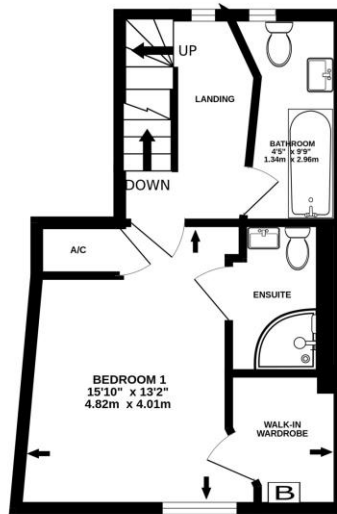 UP
LANDING
BATHROOM
4'5" x 9'9"
1.34m x 2.96m
DOWN
A/C
ENSUITE
BEDROOM 1
15'10" x 13'2"
4.82m x 4.01m
WALK-IN
WARDROBE
B